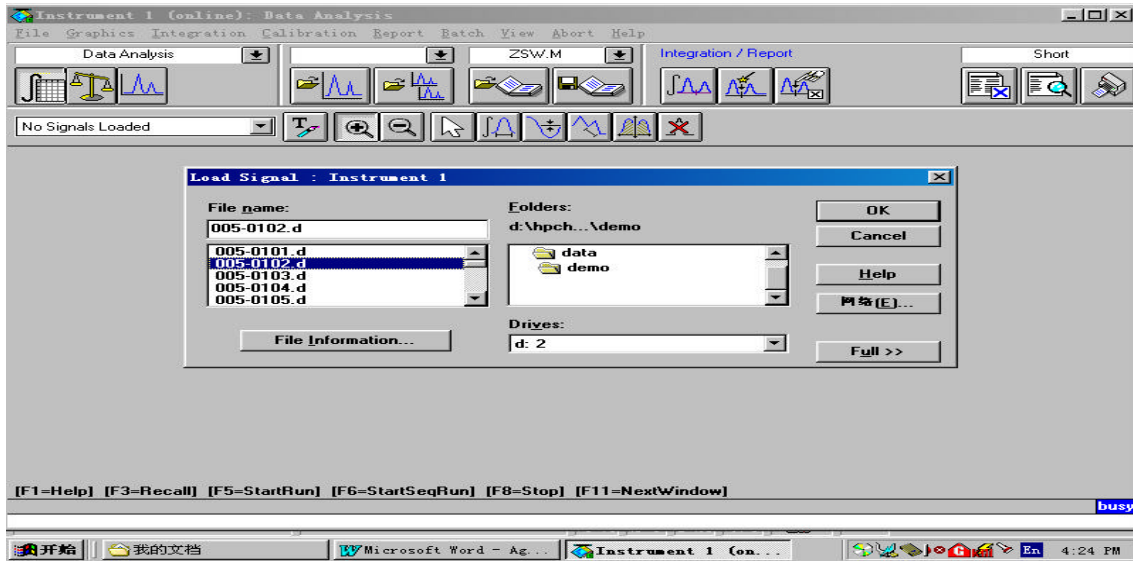 Instrument 1 (online): Data Analysis
File Graphics Integration Calibration Report Batch View Abort Help
Data Analysis ZSW.M Integration / Report Short
No Signals Loaded
Load Signal : Instrument 1
File name:
005-0102.d
005-0101.d
005-0102.d
005-0103.d
005-0104.d
005-0105.d
File Information...
Folders:
d:\hpch...\demo
data
demo
Drives:
d: 2
OK
Cancel
Help
网络(E)...
Full >>
[F1=Help] [F3=Recall] [F5=StartRun] [F6=StartSeqRun] [F8=Stop] [F11=NextWindow]
busy
开始 我的文档 Microsoft Word - Ag... Instrument 1 (on... En 4:24 PM